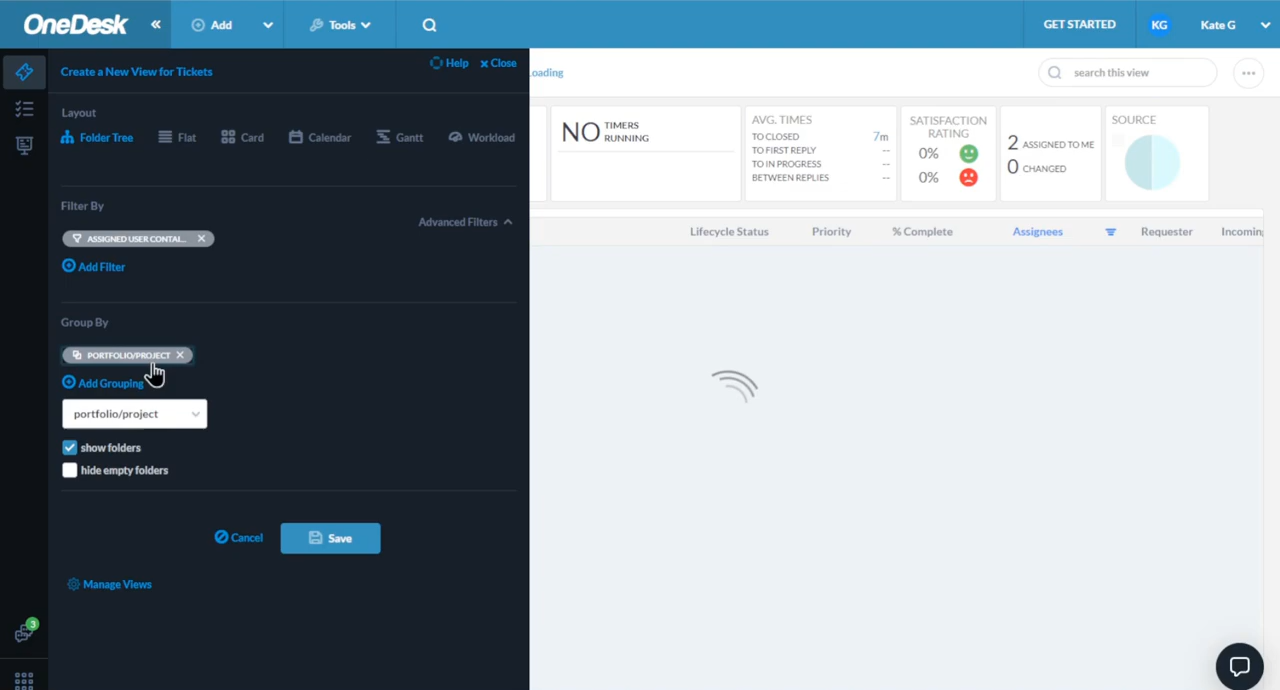 OneDesk
«
Add
Tools
GET STARTED
KG
Kate G
Create a New View for Tickets
Help
x Close
Layout
Folder Tree
Flat
Card
Calendar
Gantt
Workload
Filter By
Advanced Filters
ASSIGNED USER CONTAI...
Add Filter
Group By
PORTFOLIO/PROJECT
Add Grouping
portfolio/project
show folders
hide empty folders
Cancel
Save
Manage Views
3
oading
search this view
NO TIMERS RUNNING
AVG. TIMES
TO CLOSED 7m
TO FIRST REPLY --
TO IN PROGRESS --
BETWEEN REPLIES --
SATISFACTION
RATING
0%
0%
2 ASSIGNED TO ME
0 CHANGED
SOURCE
Lifecycle Status
Priority
% Complete
Assignees
Requester
Incoming